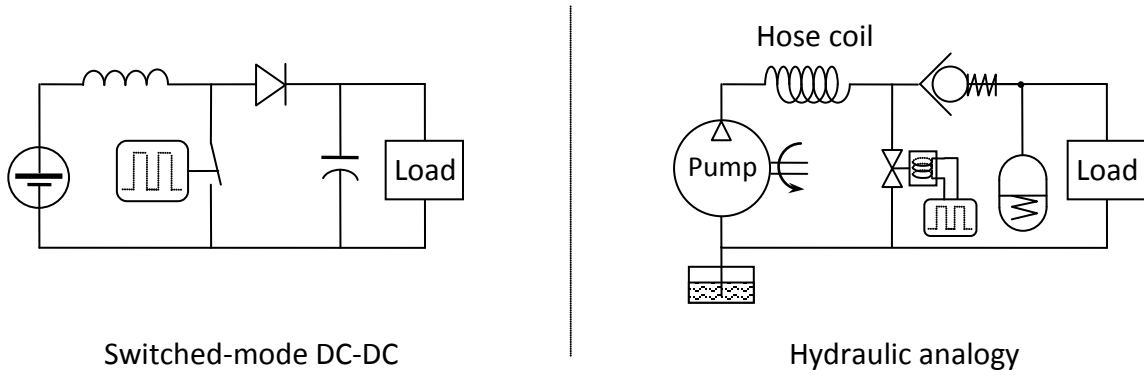 Hose coil
Load
Pump
Load
Switched-mode DC-DC
Hydraulic analogy